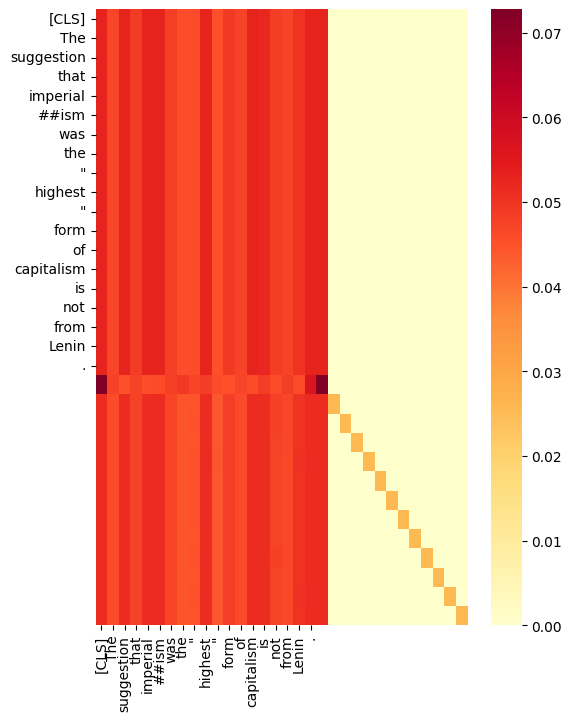 [CLS]
The
suggestion
that
imperial
##ism
was
the
"
highest
"
form
of
capitalism
is
not
from
Lenin
.
0.07
0.06
0.05
0.04
0.03
0.02
0.01
0.00
[CLS]
The
suggestion
that
imperial
##ism
was
the
"
highest
"
form
of
capitalism
is
not
from
Lenin
.